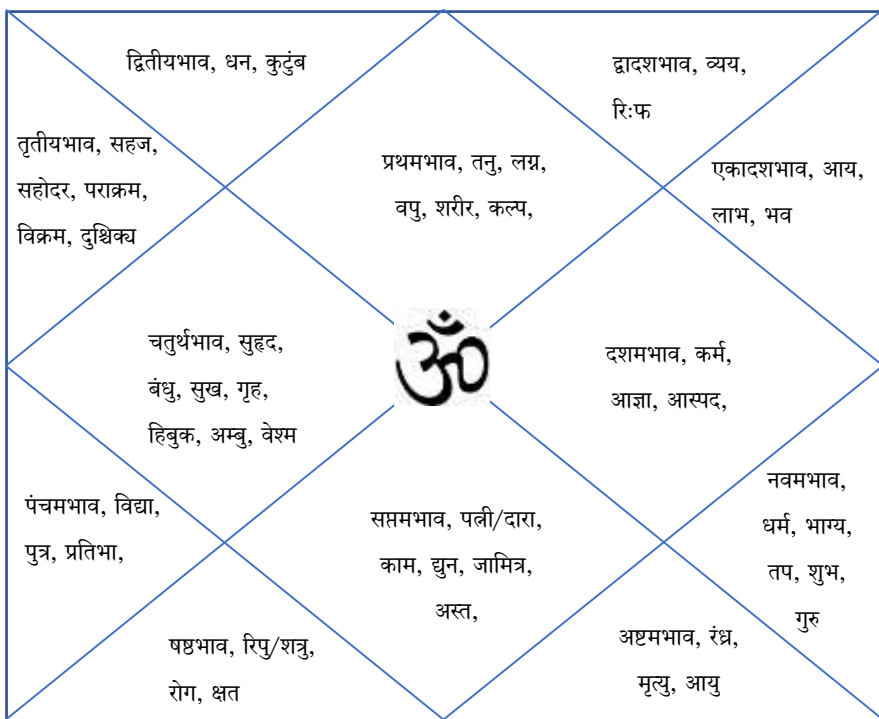 द्वितीयभाव, धन, कुटुंब
द्वादशभाव, व्यय,
रि:फ
तृतीयभाव, सहज,
सहोदर, पराक्रम,
विक्रम, दुश्चिक्य
प्रथमभाव, तनु, लग्न,
वपु, शरीर, कल्प,
एकादशभाव, आय,
लाभ, भव
चतुर्थभाव, सुहृद,
बंधु, सुख, गृह,
हिबुक, अम्बु, वेश्म
ॐ
दशमभाव, कर्म,
आज्ञा, आस्पद,
पंचमभाव, विद्या,
पुत्र, प्रतिभा,
सप्तमभाव, पत्नी/दारा,
काम, द्युन, जामित्र,
अस्त,
नवमभाव,
धर्म, भाग्य,
तप, शुभ,
गुरु
षष्ठभाव, रिपु/शत्रु,
रोग, क्षत
अष्टमभाव, रंध्र,
मृत्यु, आयु